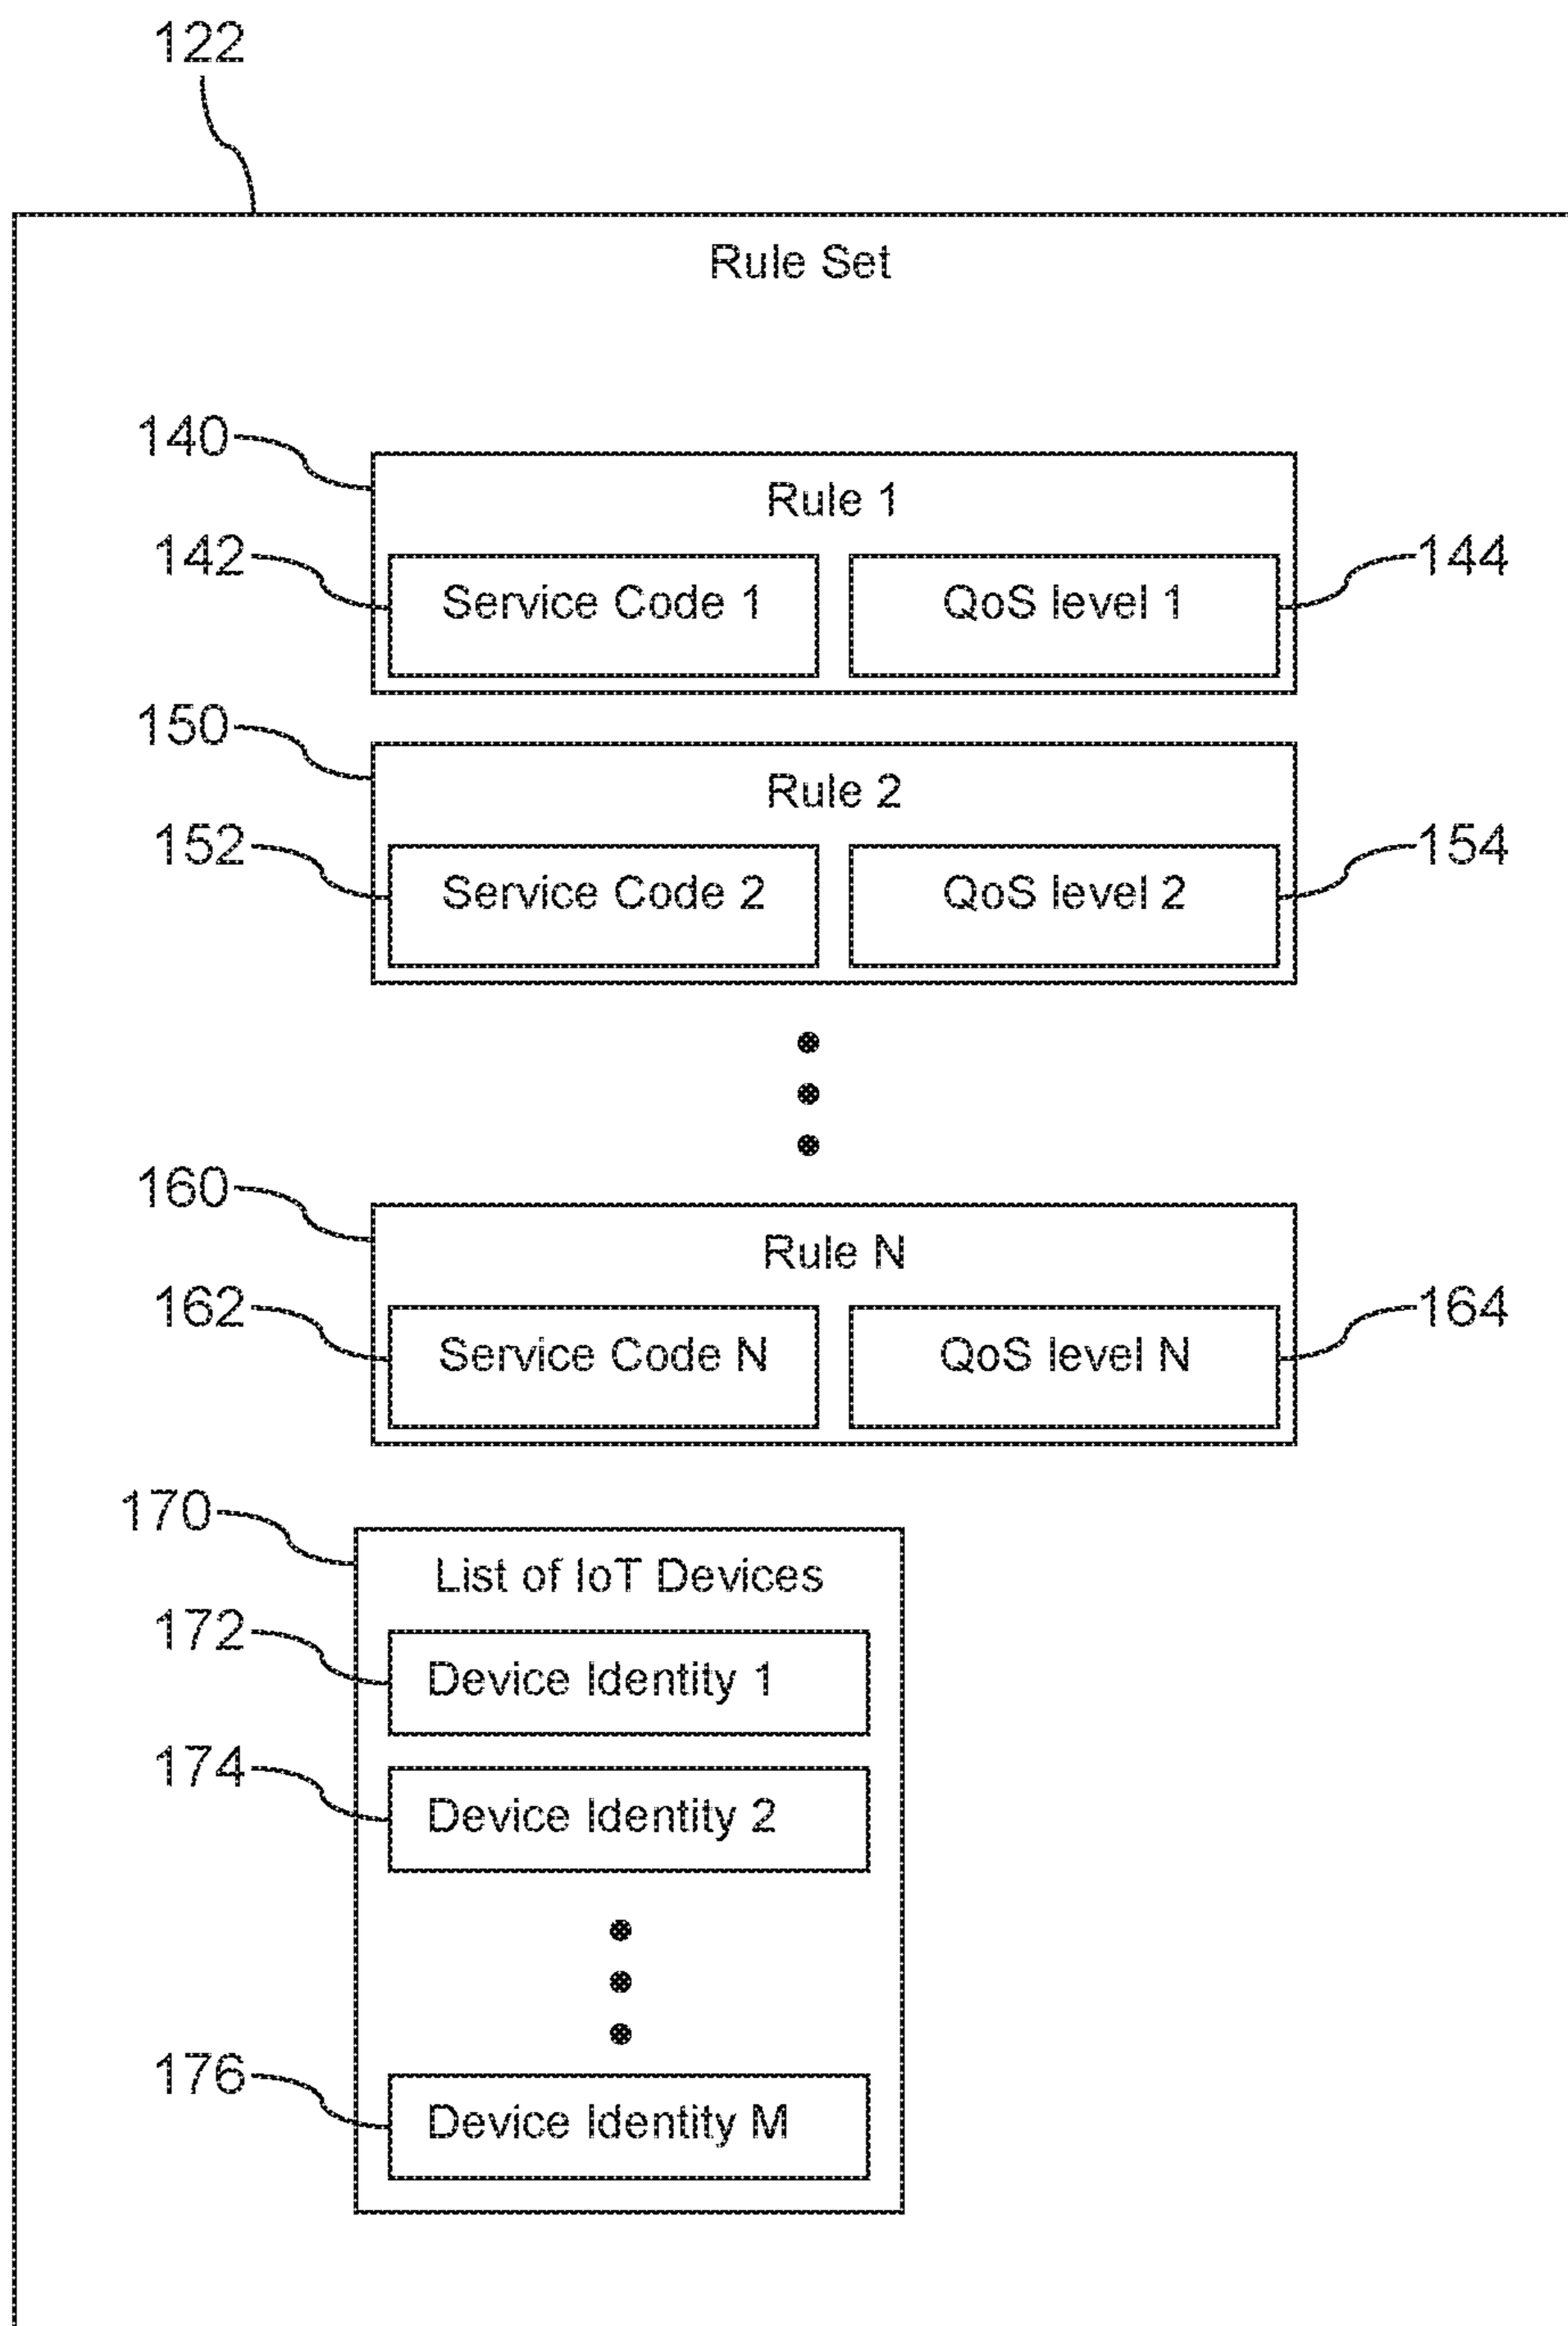 122
Rule Set
140
Rule 1
142
Service Code 1
QoS level 1
144
150
Rule 2
152
Service Code 2
QoS level 2
154
160
Rule N
162
Service Code N
QoS level N
164
170
List of IoT Devices
172
Device Identity 1
174
Device Identity 2
176
Device Identity M